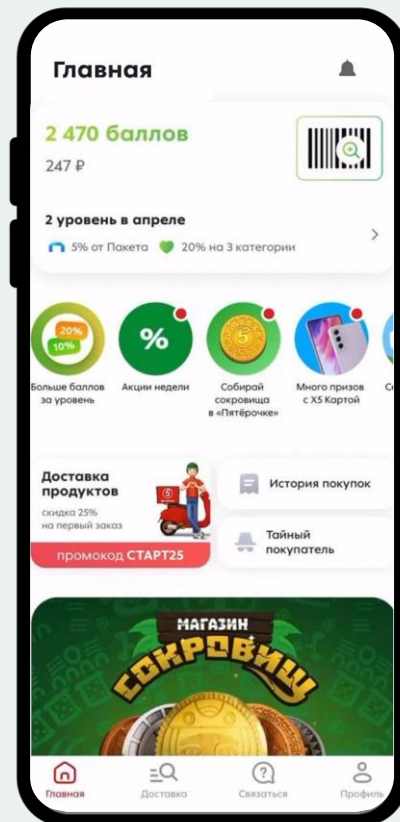 Главная
2 470 баллов
247 ₽
2 уровень в апреле
5% от Пакета 20% на 3 категории
20%
10%
%
5
Больше баллов
за уровень
Акции недели
Собирай
сокровища
в «Пятёрочке»
Много призов
с X5 Картой
Доставка
продуктов
скидка 25%
на первый заказ
5
промокод СТАРТ25
История покупок
Тайный
покупатель
МАГАЗИН
СОКРОВИЩ
Главная
Доставка
Связаться
Профиль